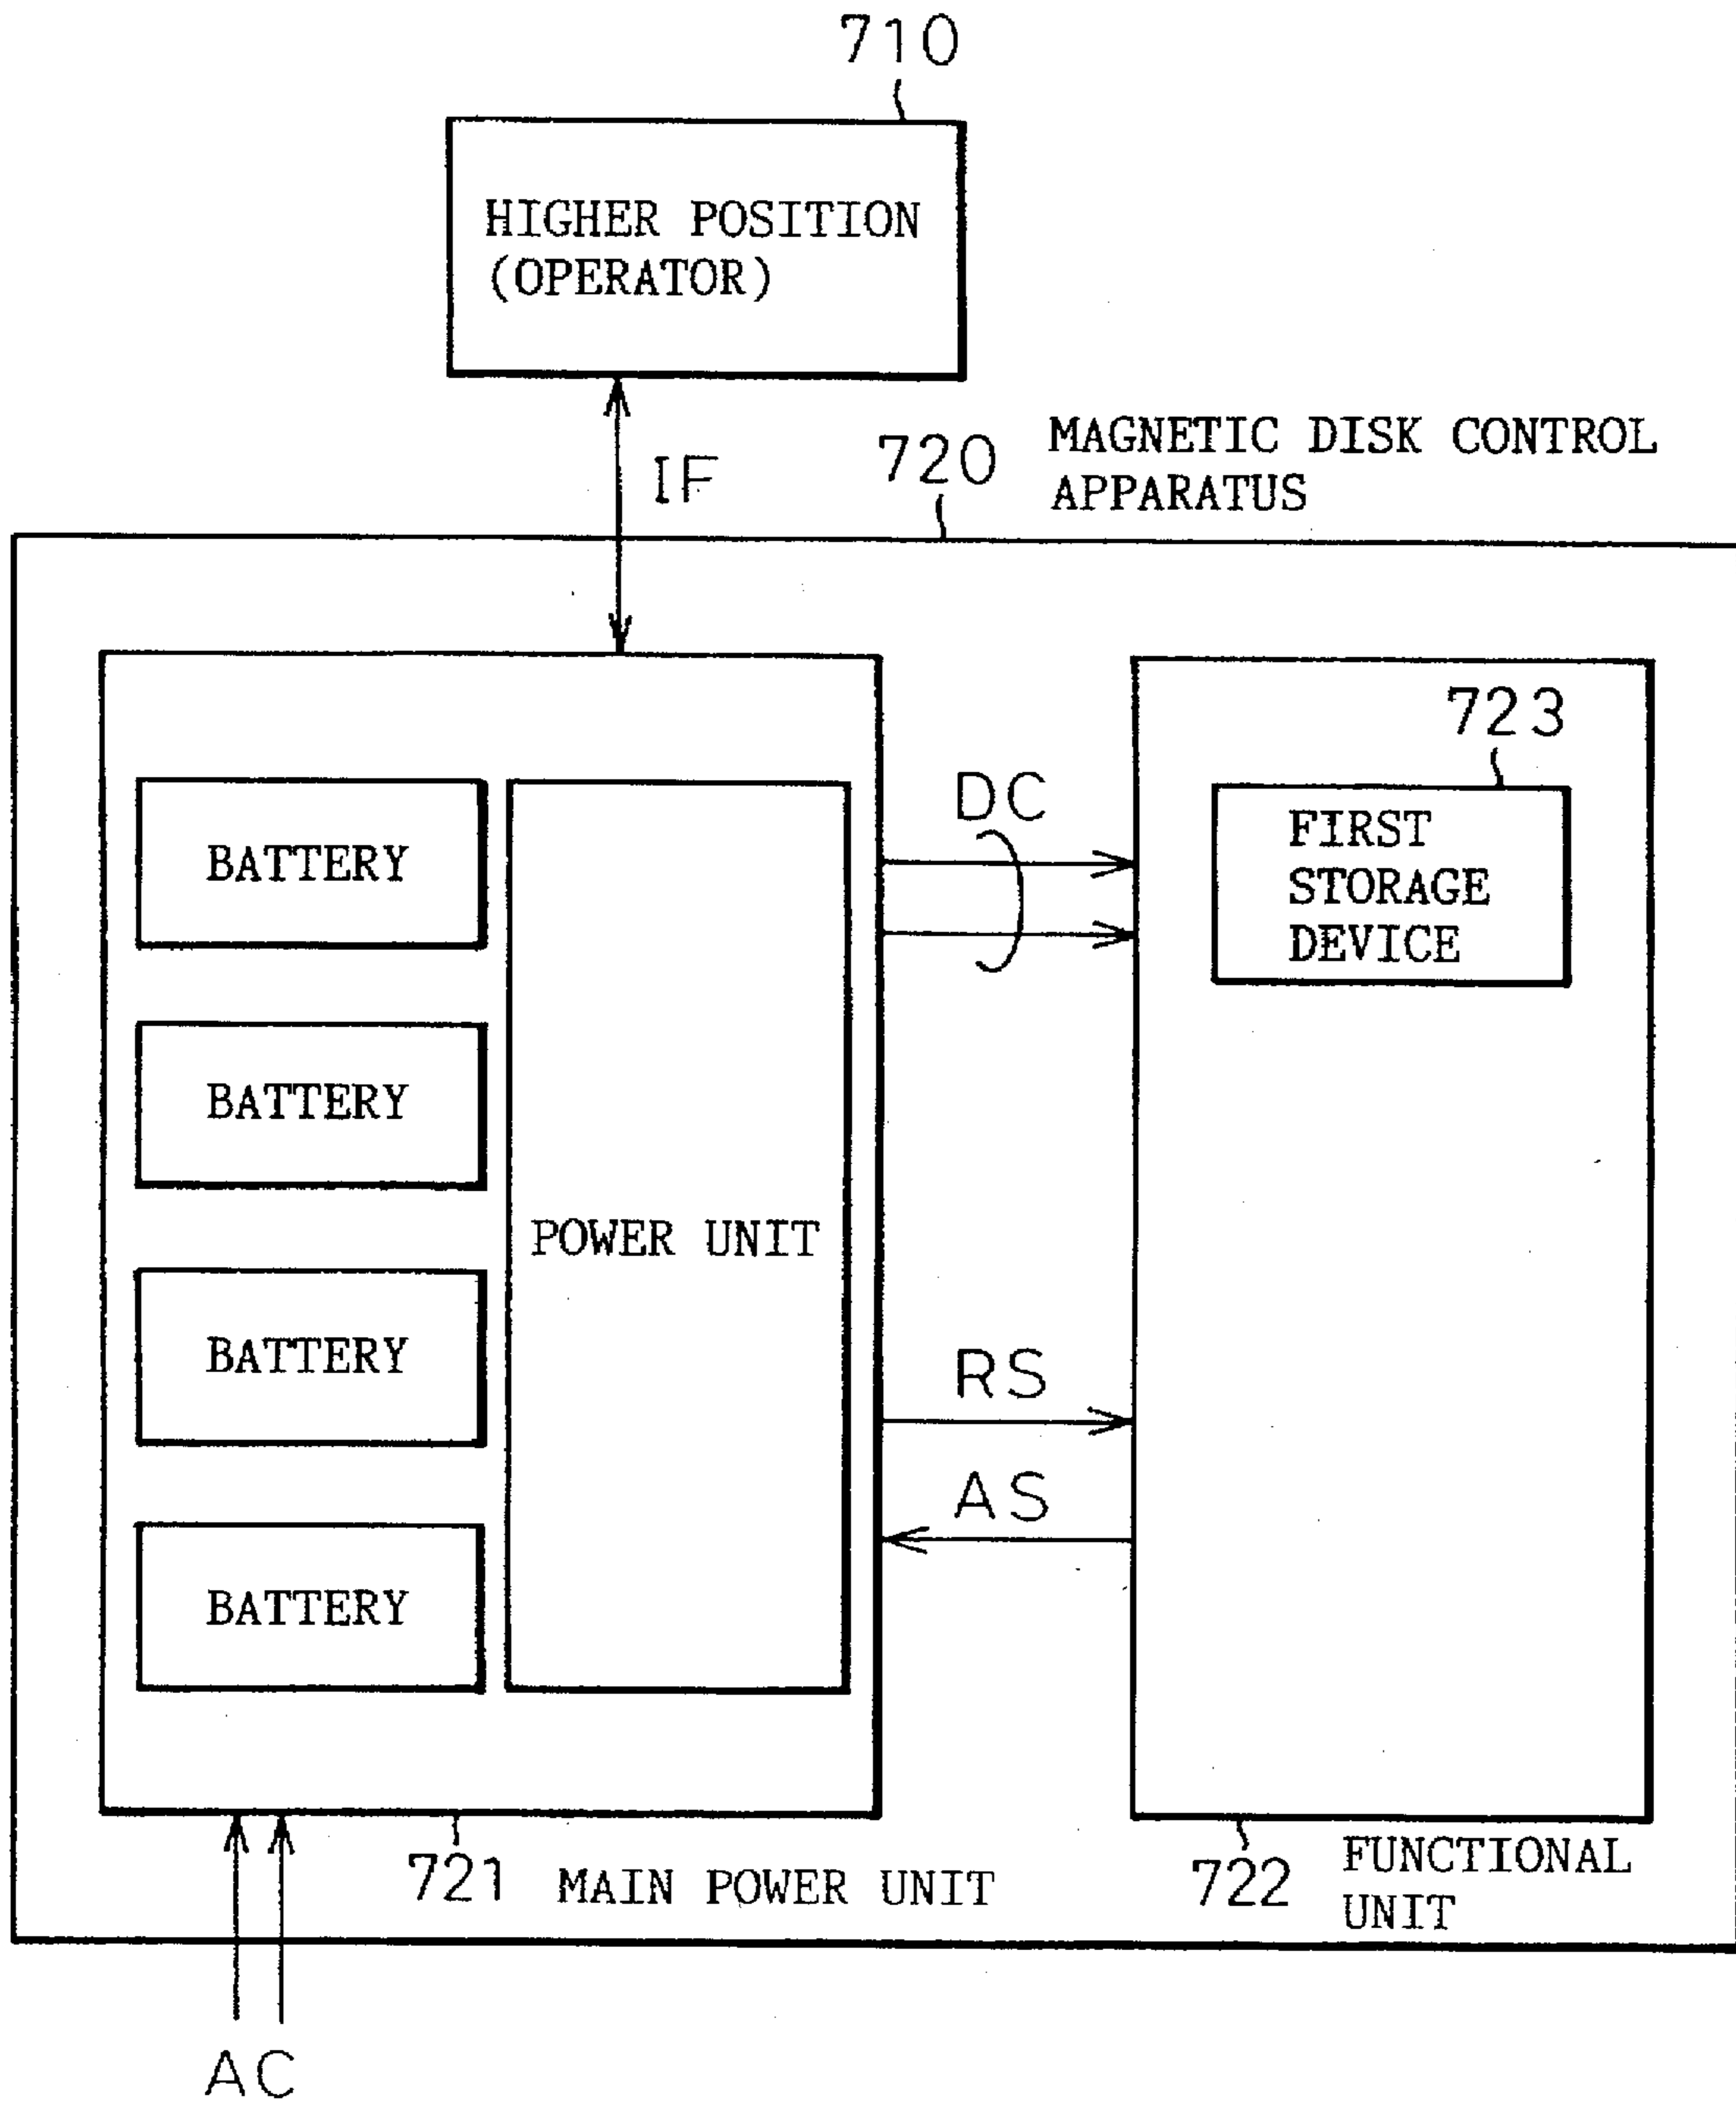 710
HIGHER POSITION
(OPERATOR)
IF
720
MAGNETIC DISK CONTROL
APPARATUS
723
DC
FIRST
STORAGE
DEVICE
BATTERY
BATTERY
POWER UNIT
BATTERY
RS
AS
BATTERY
721 MAIN POWER UNIT
722
FUNCTIONAL
UNIT
AC